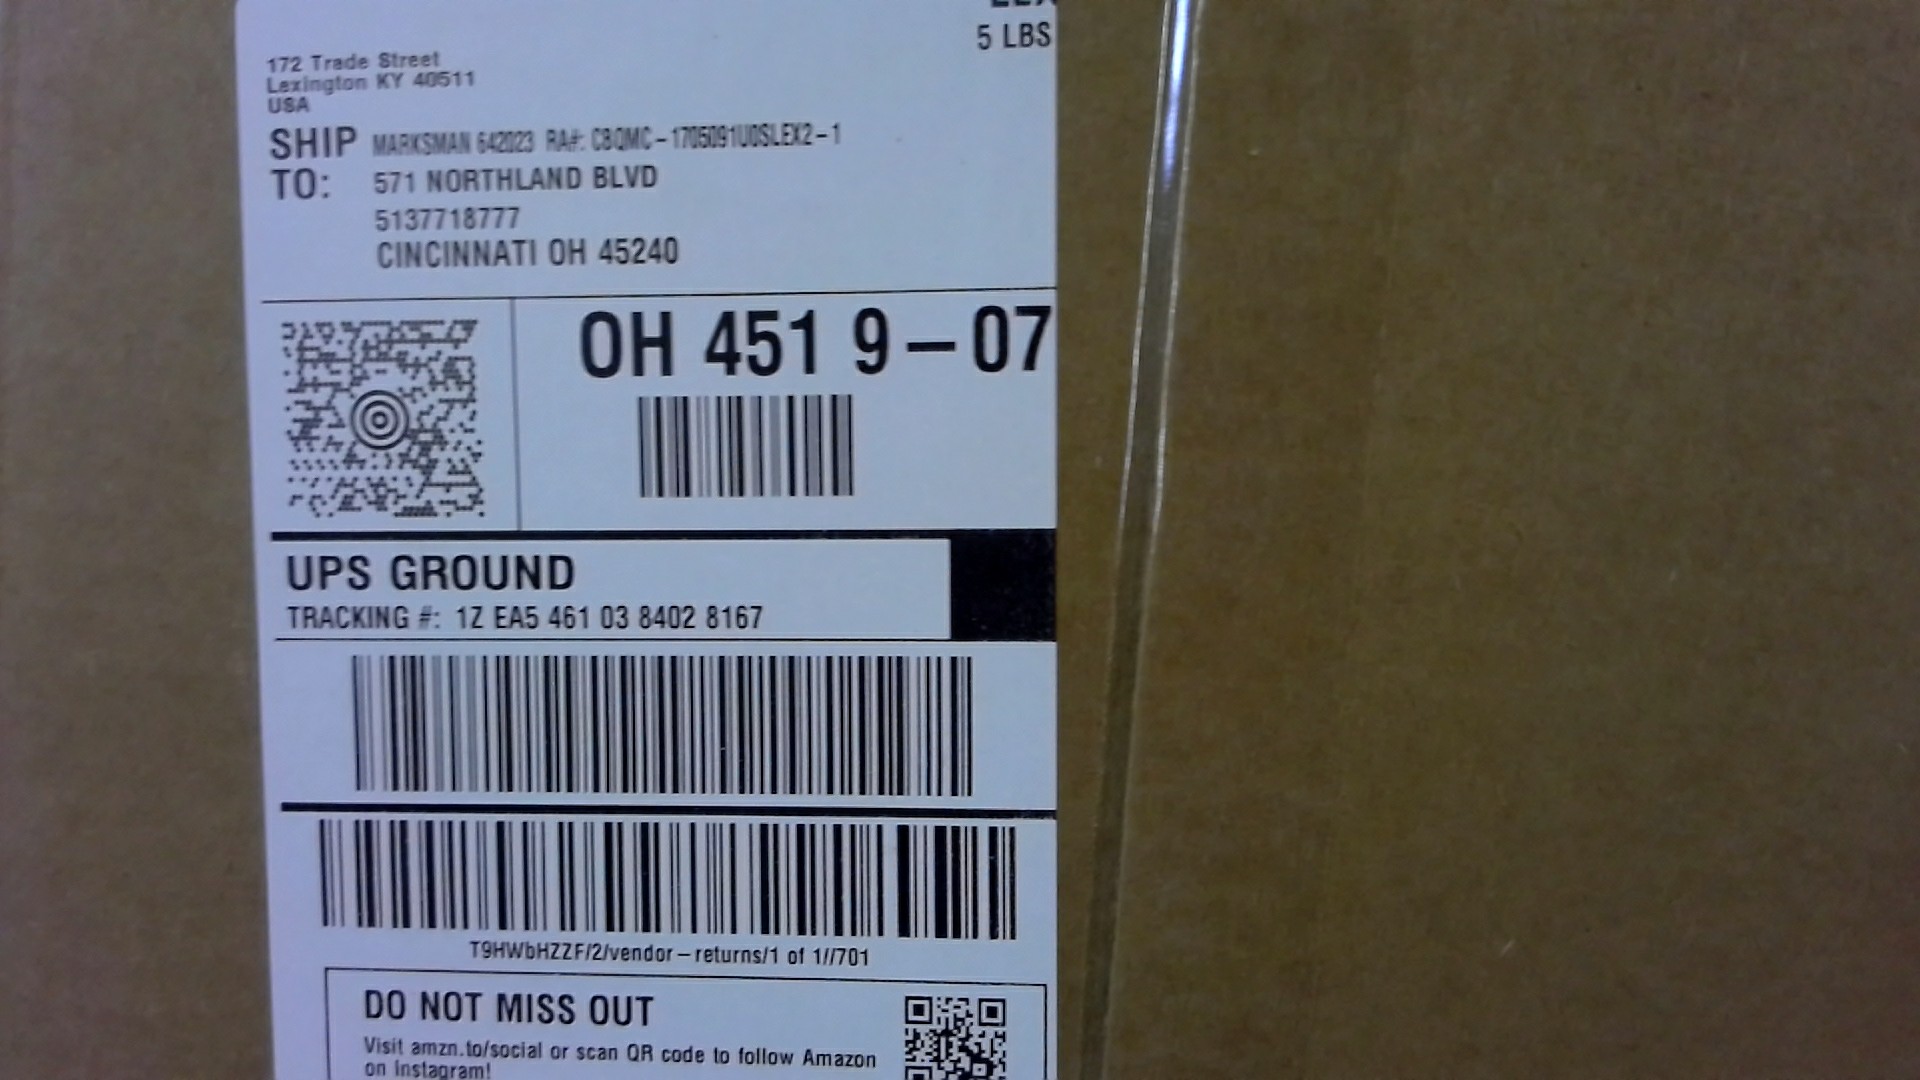 5 LBS
172 Trade Street
Lexington KY 40511
USA
SHIP TO: MARKSMAN 642023 RA#: C8QMC-1705091U0SLEX2-1
571 NORTHLAND BLVD
5137718777
CINCINNATI OH 45240
OH 451 9-07
UPS GROUND
TRACKING #: 1Z EA5 461 03 8402 8167
T9HWbHZZF/2/vendor-returns/1 of 1//701
DO NOT MISS OUT
Visit amzn.to/social or scan QR code to follow Amazon
on Instagram!